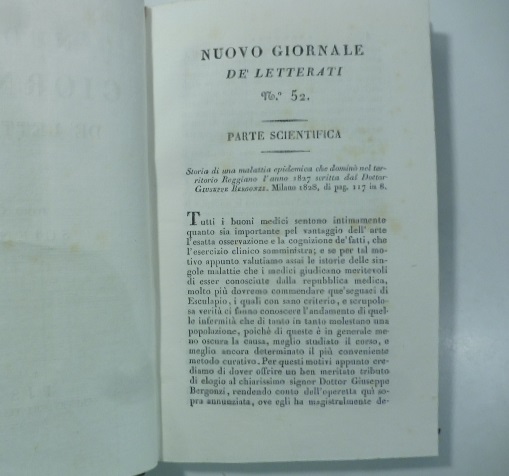 NUOVO GIORNALE
DE' LETTERATI
N.° 52.
PARTE SCIENTIFICA
Storia di una malattia epidemica che dominò nel ter-
ritorio Reggiano l'anno 1827 scritta dal Dottor
GIUSEPPE BERGONZI. Milano 1828, di pag. 117 in 8.
Tutti i buoni medici sentono intimamente
quanto sia importante pel vantaggio dell'arte
l'esatta osservazione e la cognizione de'fatti, che
l'esercizio clinico somministra; e se per tal mo-
tivo appunto valutiamo assai le istorie delle sin-
gole malattie che i medici giudicano meritevoli
di esser conosciute dalla repubblica medica,
molto più dovremo commendare que'seguaci di
Esculapio, i quali con sano criterio, e scrupolo-
sa verità ci fanno conoscere l'andamento di quel-
le infermità che di tanto in tanto molestano una
popolazione, poichè di queste è in generale me-
no oscura la causa, meglio studiato il corso, e
meglio ancora determinato il più conveniente
metodo curativo. Per questi motivi appunto cre-
diamo di dover offrire un ben meritato tributo
di elogio al chiarissimo signor Dottor Giuseppe
Bergonzi, rendendo conto dell'operetta quì so-
pra annunziata, ove egli ha magistralmente de-